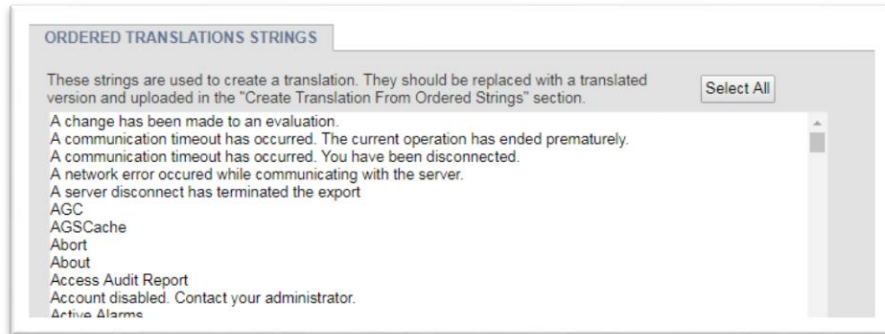 ORDERED TRANSLATIONS STRINGS
These strings are used to create a translation. They should be replaced with a translated
version and uploaded in the "Create Translation From Ordered Strings" section.
Select All
A change has been made to an evaluation.
A communication timeout has occurred. The current operation has ended prematurely.
A communication timeout has occurred. You have been disconnected.
A network error occured while communicating with the server.
A server disconnect has terminated the export
AGC
AGSCache
Abort
About
Access Audit Report
Account disabled. Contact your administrator.
Active Alarms